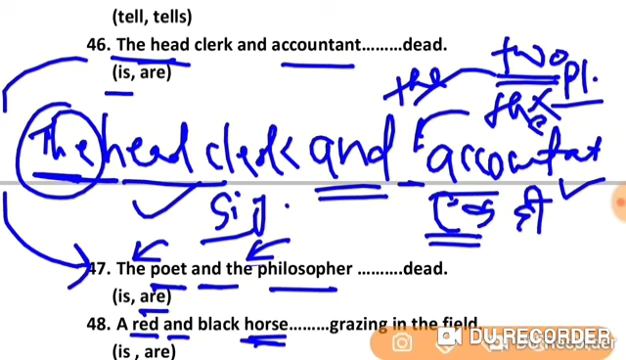 (tell, tells)
46. The head clerk and accountant.........dead.
(is, are)
the two pl.
the
The head clerk and accountant
Sig.
47. The poet and the philosopher ..........dead.
(is, are)
48. A red and black horse........grazing in the field
(is , are)
DU RECORDER